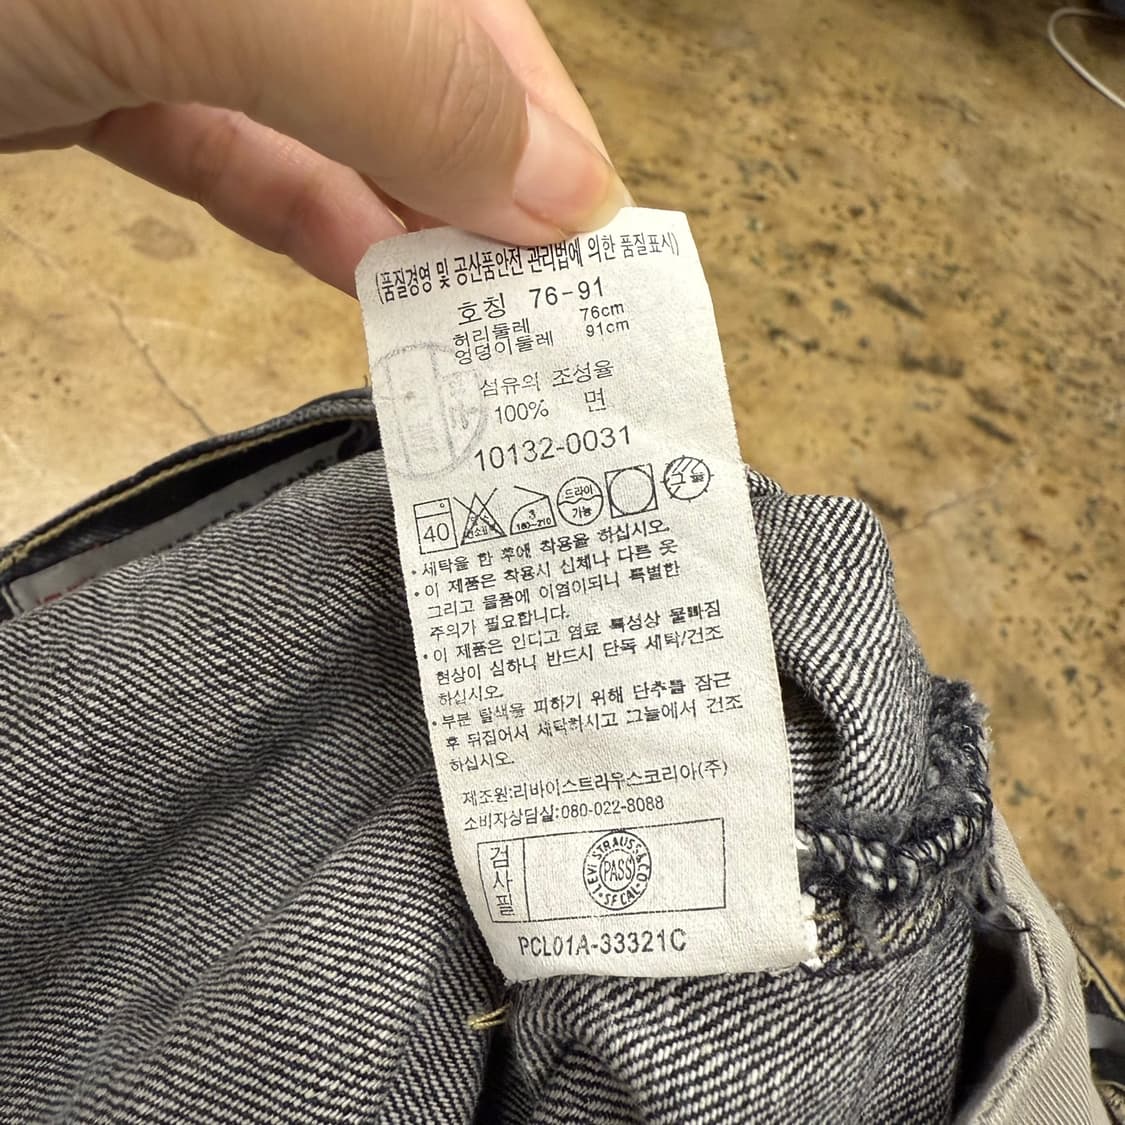 (품질경영 및 공산품안전 관리법에 의한 품질표시)
호칭 76-91
허리둘레 76cm
엉덩이둘레 91cm
섬유의 조성율
100% 면
10132-0031
40 3 180~210 드라이 가능
• 세탁을 한 후에 착용을 하십시오.
• 이 제품은 착용시 신체나 다른 옷
그리고 물품에 이염이되니 특별한
주의가 필요합니다.
• 이 제품은 인디고 염료 특성상 물빠짐
현상이 심하니 반드시 단독 세탁/건조
하십시오.
• 부분 탈색을 피하기 위해 단추를 잠근
후 뒤집어서 세탁하시고 그늘에서 건조
하십시오.
제조원:리바이스트라우스코리아(주)
소비자상담실:080-022-8088
검사필
LEVI STRAUSS & CO
PASS
SF CAL
PCL01A-33321C